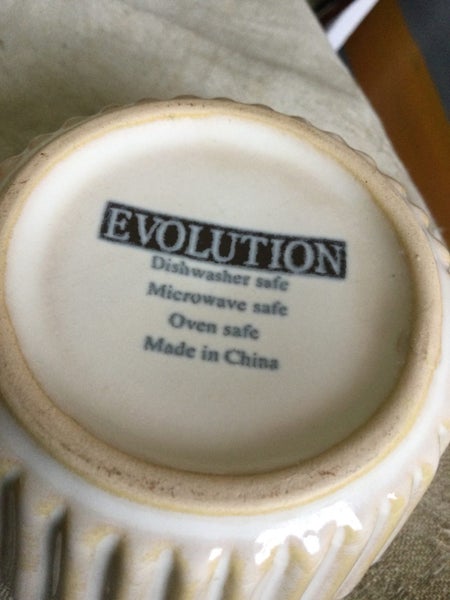 EVOLUTION
Dishwasher safe
Microwave safe
Oven safe
Made in China